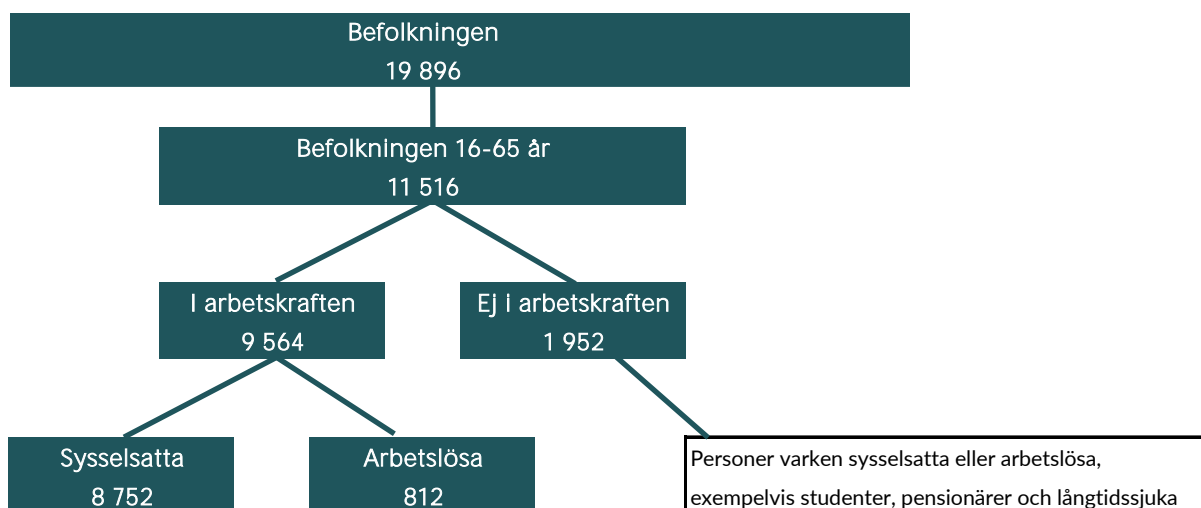 Befolkningen
19 896
Befolkningen 16-65 år
11 516
I arbetskraften
9 564
Ej i arbetskraften
1 952
Sysselsatta
8 752
Arbetslösa
812
Personer varken sysselsatta eller arbetslösa,
exempelvis studenter, pensionärer och långtidssjuka